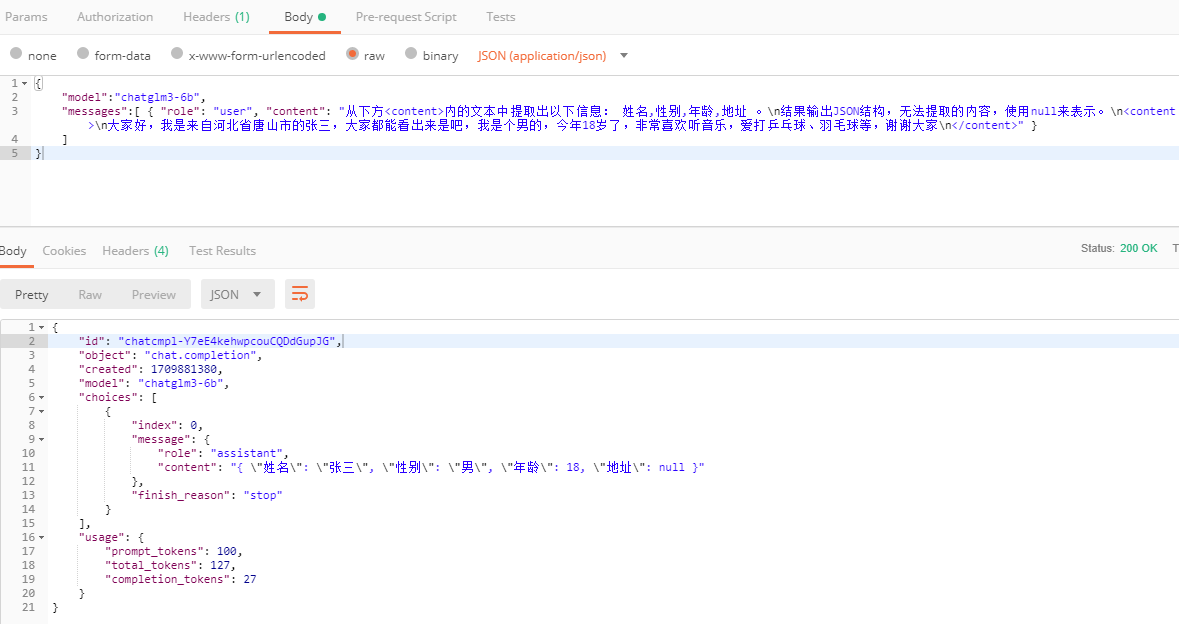 Params Authorization Headers (1) Body Pre-request Script Tests
none form-data x-www-form-urlencoded raw binary JSON (application/json)
1 {
2 "model":"chatglm3-6b",
3 "messages":[ { "role": "user", "content": "从下方<content>内的文本中提取出以下信息： 姓名,性别,年龄,地址 。\n结果输出JSON结构，无法提取的内容，使用null来表示。\n<content
>\n大家好，我是来自河北省唐山市的张三，大家都能看出来是吧，我是个男的，今年18岁了，非常喜欢听音乐，爱打乒乓球、羽毛球等，谢谢大家\n</content>" }
4 ]
5 }
Body Cookies Headers (4) Test Results Status: 200 OK T
Pretty Raw Preview JSON
1 {
2 "id": "chatcmpl-Y7eE4kehwpcouCQDdGupJG",
3 "object": "chat.completion",
4 "created": 1709881380,
5 "model": "chatglm3-6b",
6 "choices": [
7 {
8 "index": 0,
9 "message": {
10 "role": "assistant",
11 "content": "{ \"姓名\": \"张三\", \"性别\": \"男\", \"年龄\": 18, \"地址\": null }"
12 },
13 "finish_reason": "stop"
14 }
15 ],
16 "usage": {
17 "prompt_tokens": 100,
18 "total_tokens": 127,
19 "completion_tokens": 27
20 }
21 }